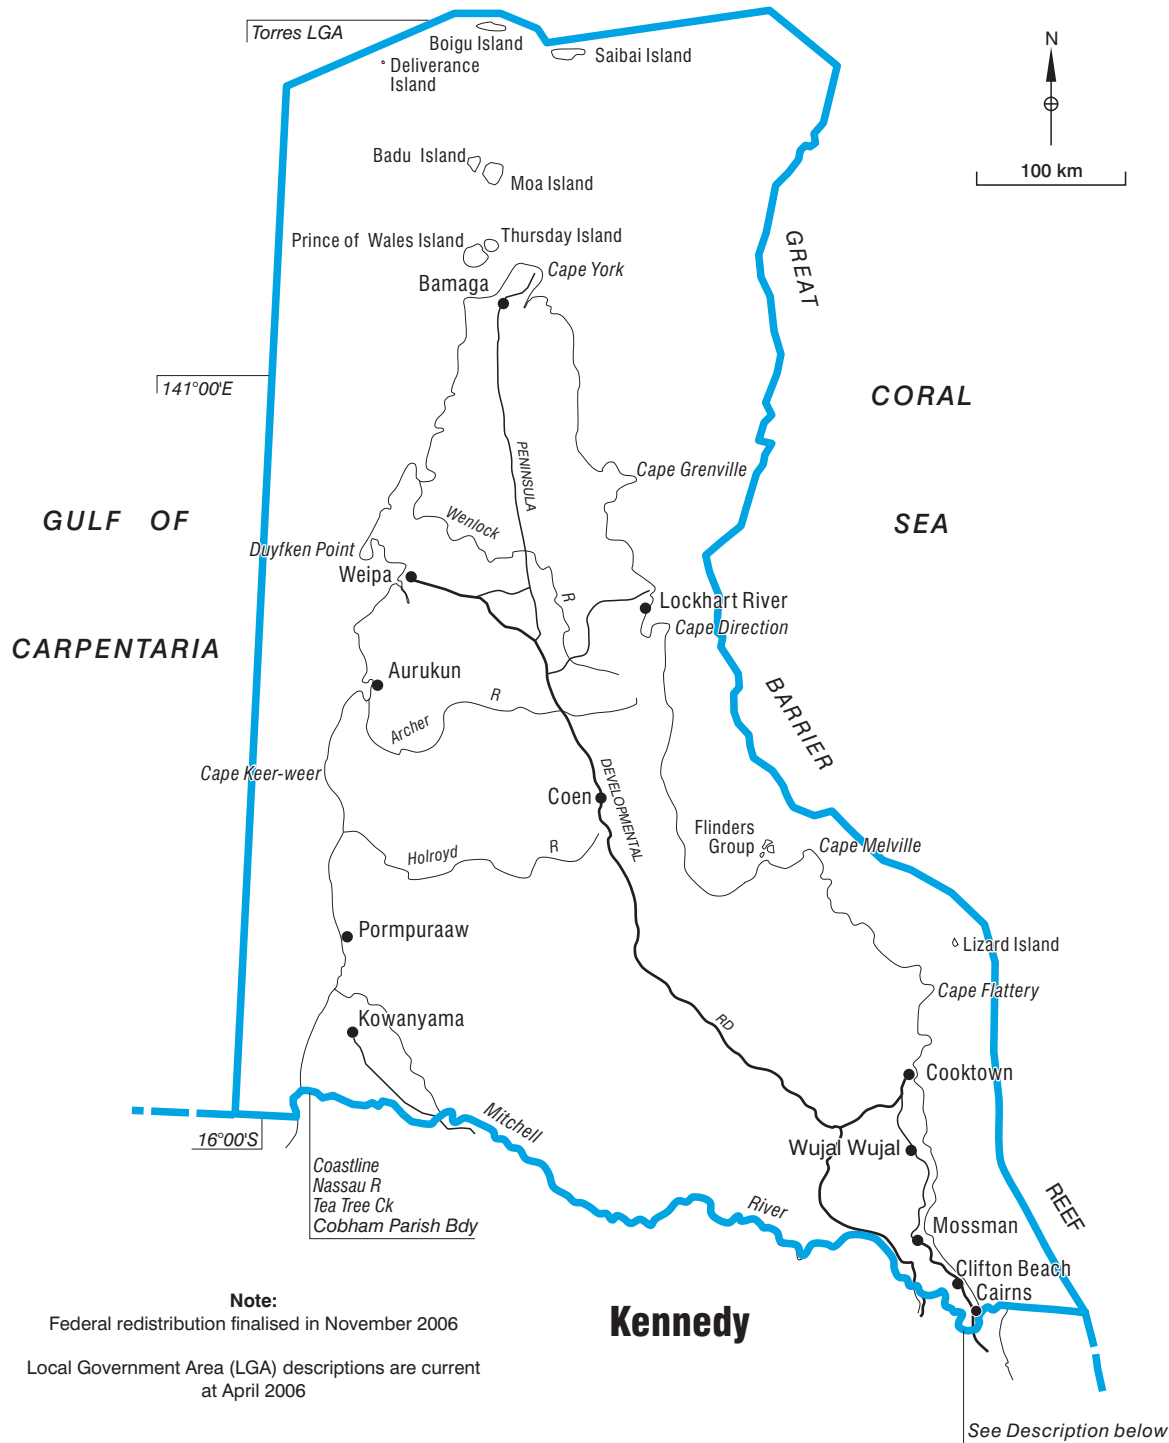 Torres LGA
Boigu Island
Saibai Island
Deliverance
Island
N
100 km
Badu Island
Moa Island
Prince of Wales Island
Thursday Island
Cape York
Bamaga
GREAT
141°00'E
CORAL
PENINSULA
Cape Grenville
GULF OF
Wenlock
SEA
Duyfken Point
Weipa
R
Lockhart River
Cape Direction
CARPENTARIA
Aurukun
R
BARRIER
Archer
Cape Keer-weer
DEVELOPMENTAL
Coen
Flinders
Group
Cape Melville
Holroyd
R
Pormpuraaw
Lizard Island
Cape Flattery
Kowanyama
RD
Cooktown
Mitchell
16°00'S
Wujal Wujal
Coastline
Nassau R
Tea Tree Ck
Cobham Parish Bdy
River
REEF
Mossman
Clifton Beach
Cairns
Note:
Federal redistribution finalised in November 2006
Kennedy
Local Government Area (LGA) descriptions are current
at April 2006
See Description below